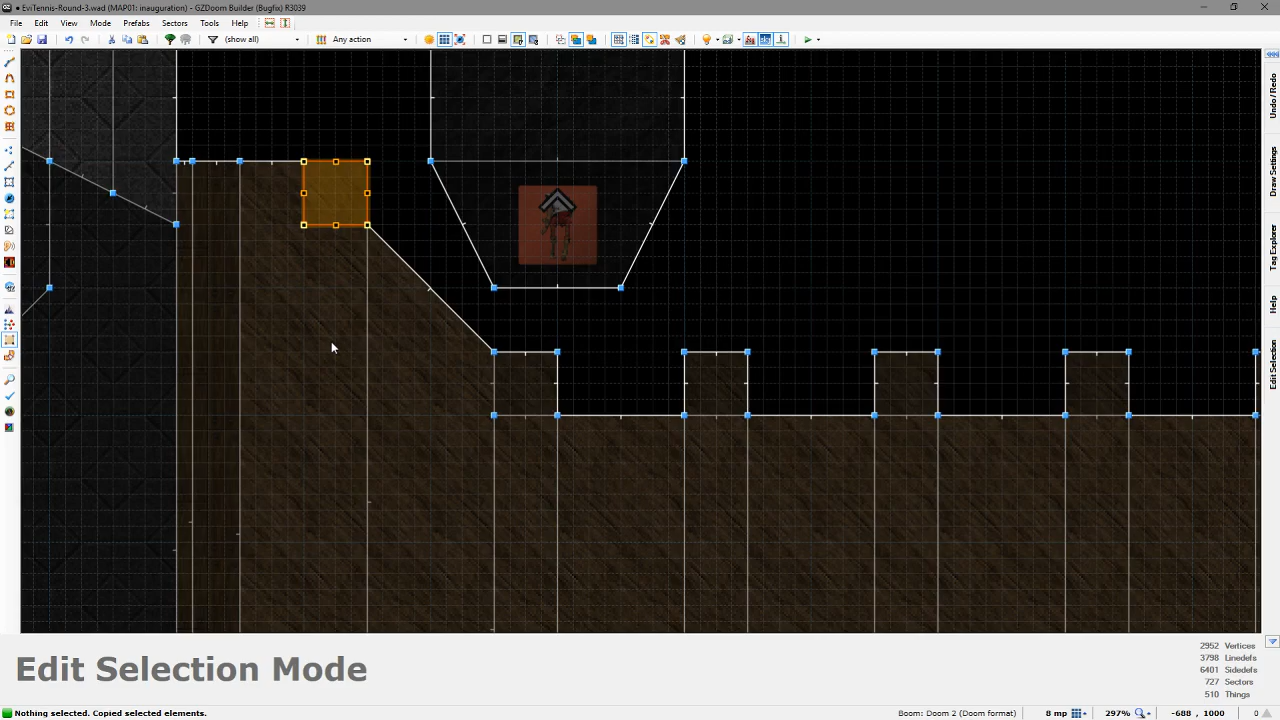 EviTennis-Round-3.wad (MAP01: inauguration) - GZDoom Builder (Bugfix) R3039
File Edit View Mode Prefabs Sectors Tools Help
(show all) Any action
Undo / Redo
Draw Settings
Tag Explorer
Help
Edit Selection
Edit Selection Mode
2952 Vertices
3798 Linedefs
6401 Sidedefs
727 Sectors
510 Things
Nothing selected. Copied selected elements.
Boom: Doom 2 (Doom format) 8 mp 297% -688 , 1000 0